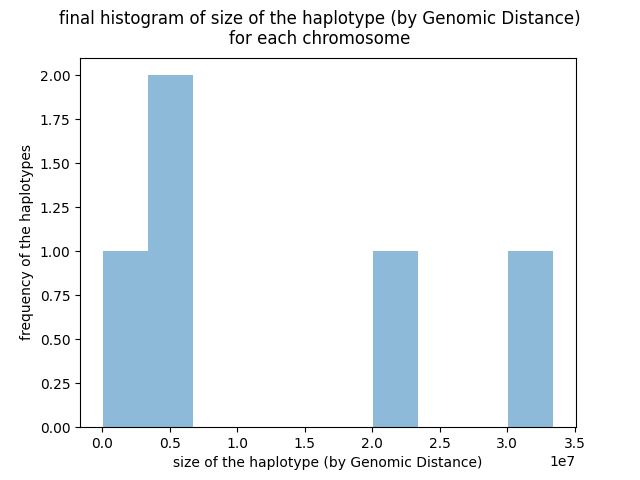 final histogram of size of the haplotype (by Genomic Distance)
for each chromosome
2.00
1.75
1.50
1.25
1.00
0.75
0.50
0.25
0.00
frequency of the haplotypes
0.0 0.5 1.0 1.5 2.0 2.5 3.0 3.5
1e7
size of the haplotype (by Genomic Distance)